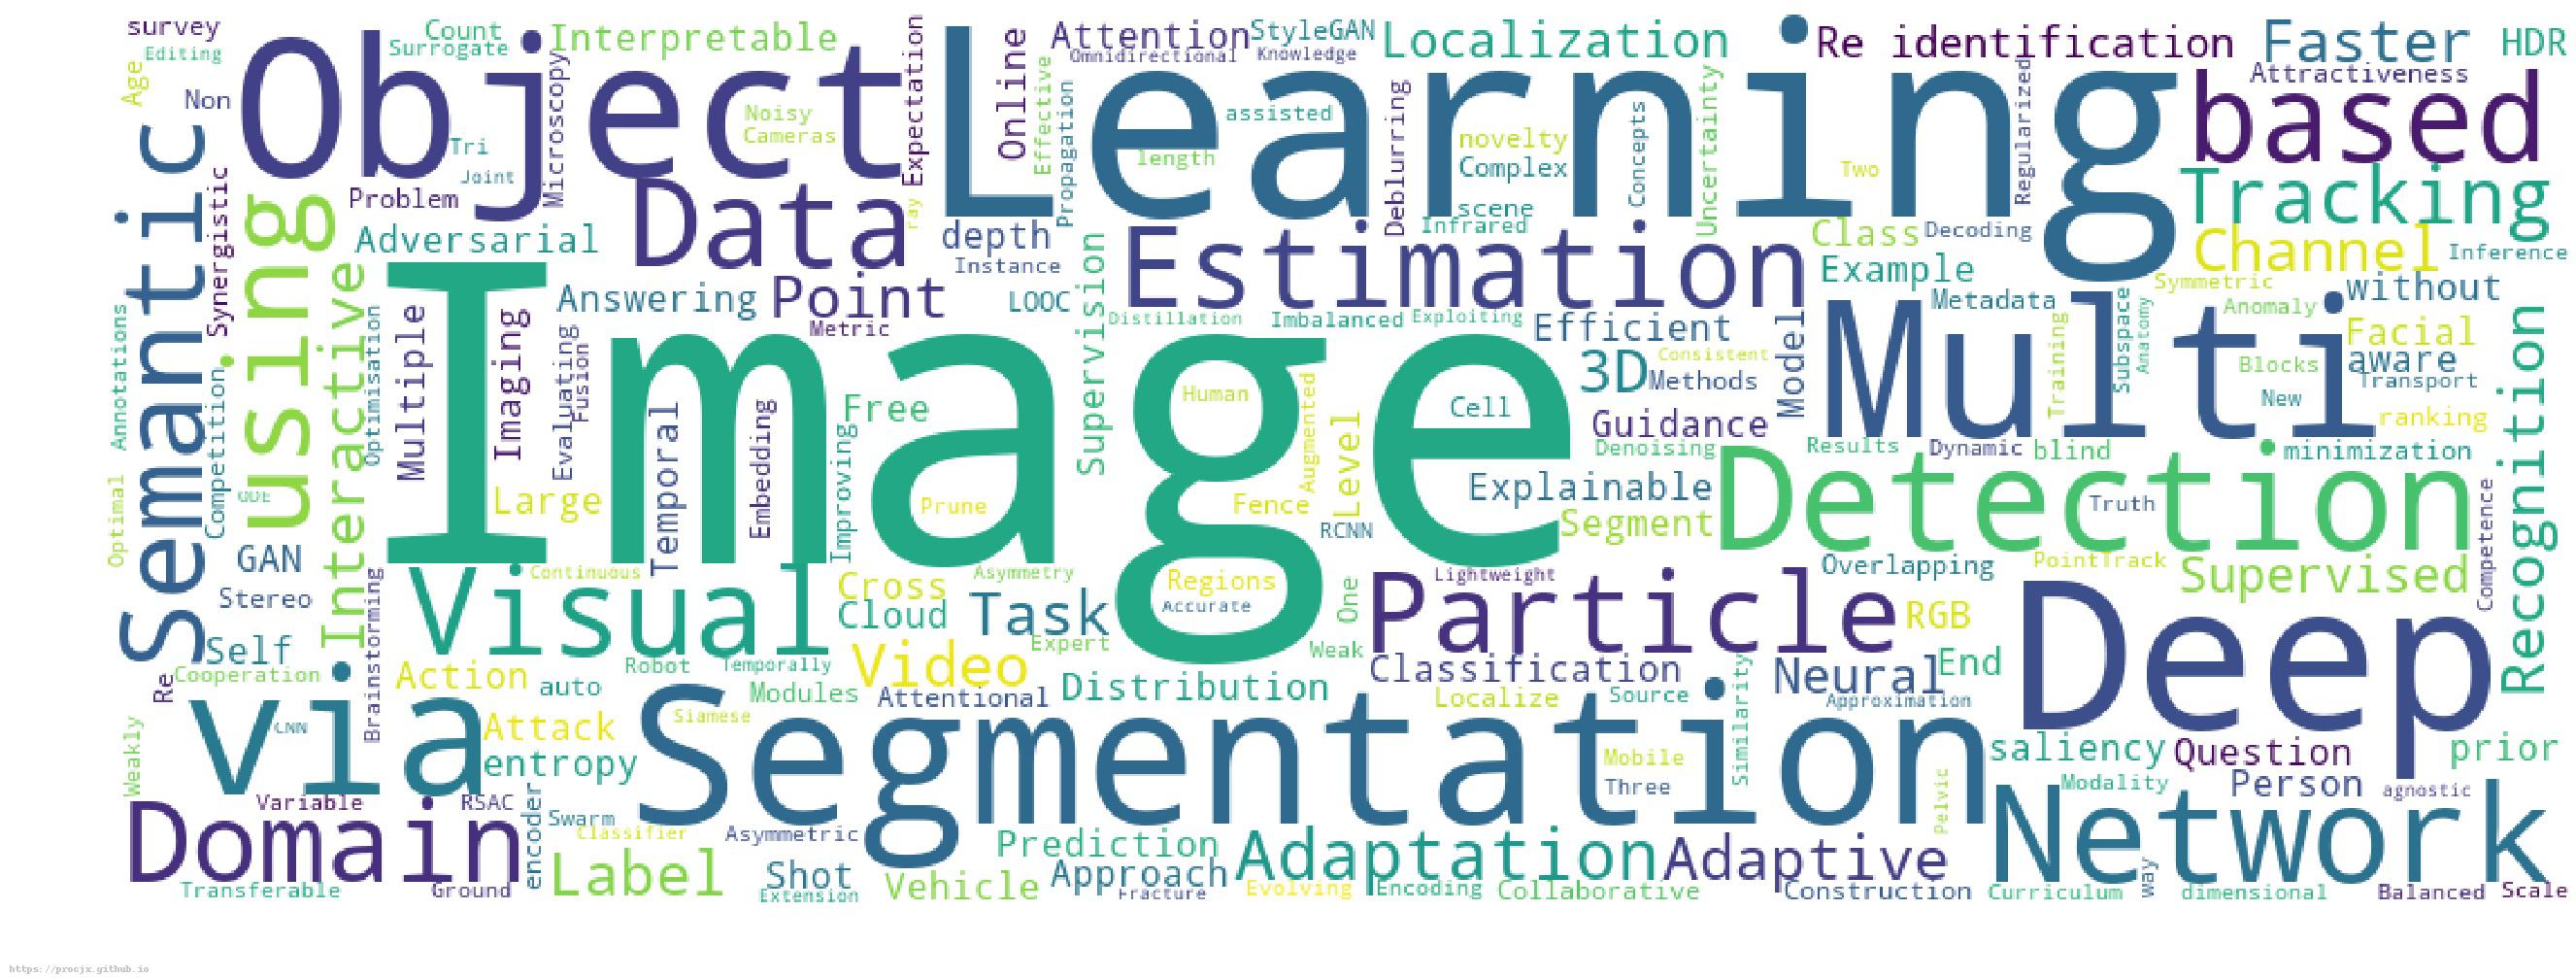 survey
Count
Interpretable
Attention
StyleGAN
Localization
Re identification
Faster
HDR
Editing
Surrogate
Omnidirectional
Knowledge
Attractiveness
Age
Non
Object
Microscopy
Noisy
Cameras
Expectation
Online
Effective
Propagation
Learning
assisted
length
Deblurring
novelty
Complex
Concepts
Uncertainty
Two
Regularized
based
Tri
Joint
Problem
Adversarial
Data
ray
depth
Instance
scene
Infrared
Class
Decoding
Tracking
Channel
Inference
Semantic
Synergistic
using
Interactive
Answering
Point
Metric
LOOC
Supervision
Estimation
Example
Metadata
Symmetric
without
Anomaly
Annotations
Optimisation
Multiple
Imaging
Evaluating
Fusion
Image
Distillation
Imbalanced
Exploiting
Efficient
Model
Multi
Training
Subspace
Anatomy
Facial
aware
Blocks
Transport
New
ranking
Recognition
3D
Consistent
Methods
Human
Augmented
Cell
Guidance
Free
Temporal
Embedding
Improving
Level
Denoising
Results
Dynamic
blind
minimization
Competition
Optimal
ODE
Large
Prune
Fence
RCNN
Explainable
Segment
Detection
Truth
Competence
GAN
Stereo
Self
Continuous
Visual
Cross
Cloud
Asymmetry
Task
Regions
Accurate
One
Lightweight
Particle
Overlapping
PointTrack
Supervised
RGB
Deep
Expert
Weak
Re
Cooperation
Brainstorming
Action
auto
Robot
Temporally
Video
Modules
Attentional
Distribution
Classification
Localize
Source
Similarity
Neural
End
Approximation
Weakly
CNN
via
Attack
entropy
Siamese
Segmentation
Mobile
Three
saliency
Question
prior
Modality
Person
agnostic
Variable
RSAC
Domain
encoder
Swarm
Classifier
Asymmetric
Pelvic
Network
Label
Shot
Extension
Prediction
Vehicle
Approach
Fracture
Adaptation
Evolving
Encoding
Collaborative
Adaptive
Construction
Curriculum
way
dimensional
Balanced
Scale
Transferable
Ground
https://procjx.github.io